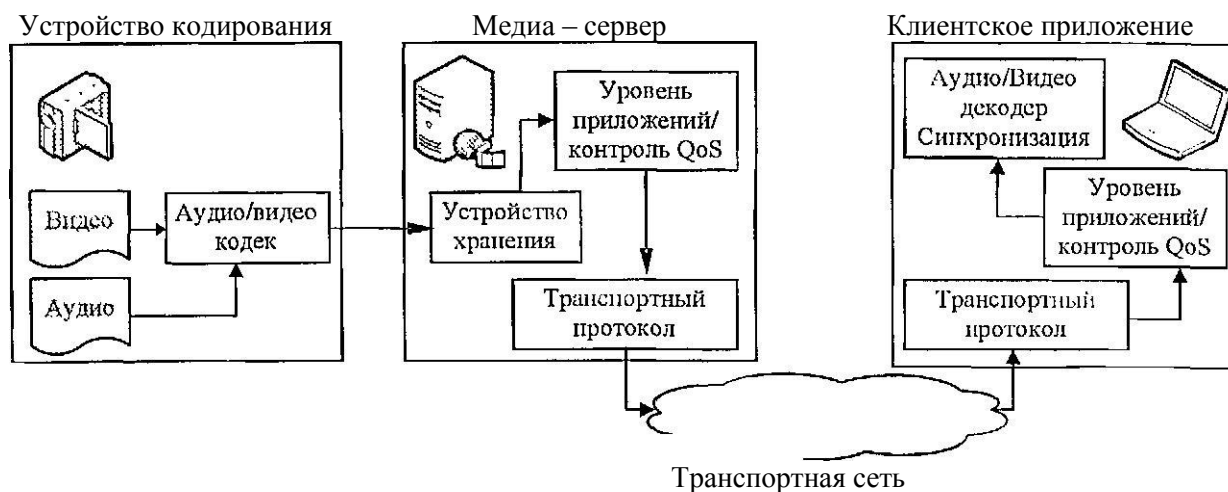 Устройство кодирования
Видео
Аудио
Аудио/видео
кодек
Медиа – сервер
Устройство
хранения
Уровень
приложений/
контроль QoS
Транспортный
протокол
Транспортная сеть
Клиентское приложение
Транспортный
протокол
Уровень
приложений/
контроль QoS
Аудио/Видео
декодер
Синхронизация